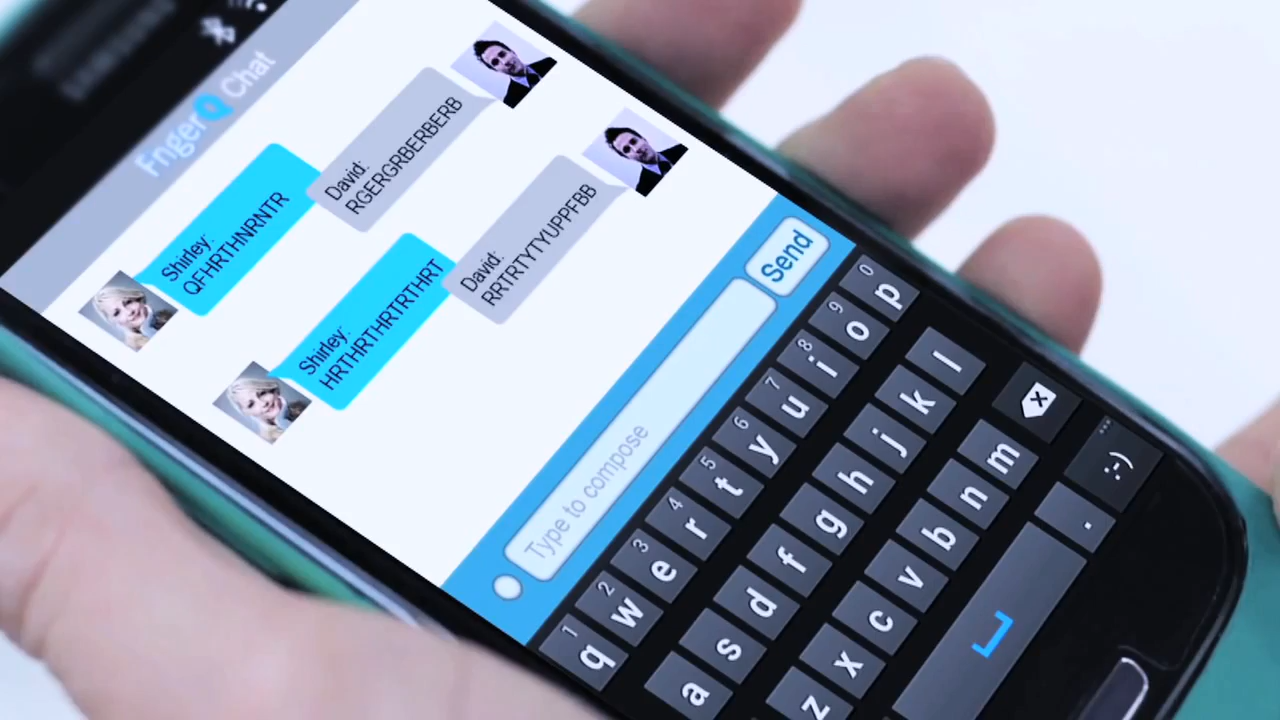 FngerQ Chat
David:
RGERGRBERBERB
Shirley:
QFHRTHNRNTR
David:
RRTRTYTYUPPFBB
Shirley:
HRTHRTHRTRTHRT
Type to compose
Send
1 2 3 4 5 6 7 8 9 0
q w e r t y u i o p
a s d f g h j k l
z x c v b n m
. :-)